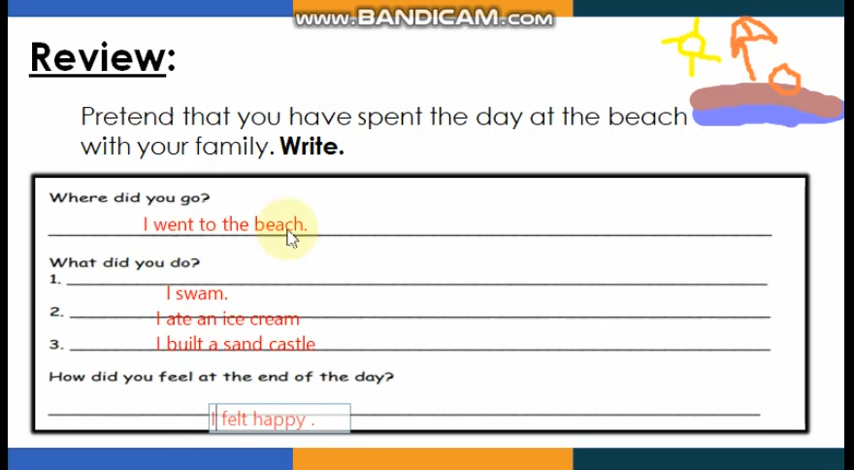 www.BANDICAM.com
Review:
Pretend that you have spent the day at the beach
with your family. Write.
Where did you go?
I went to the beach.
What did you do?
1.
I swam.
2.
I ate an ice cream
3.
I built a sand castle
How did you feel at the end of the day?
I felt happy .